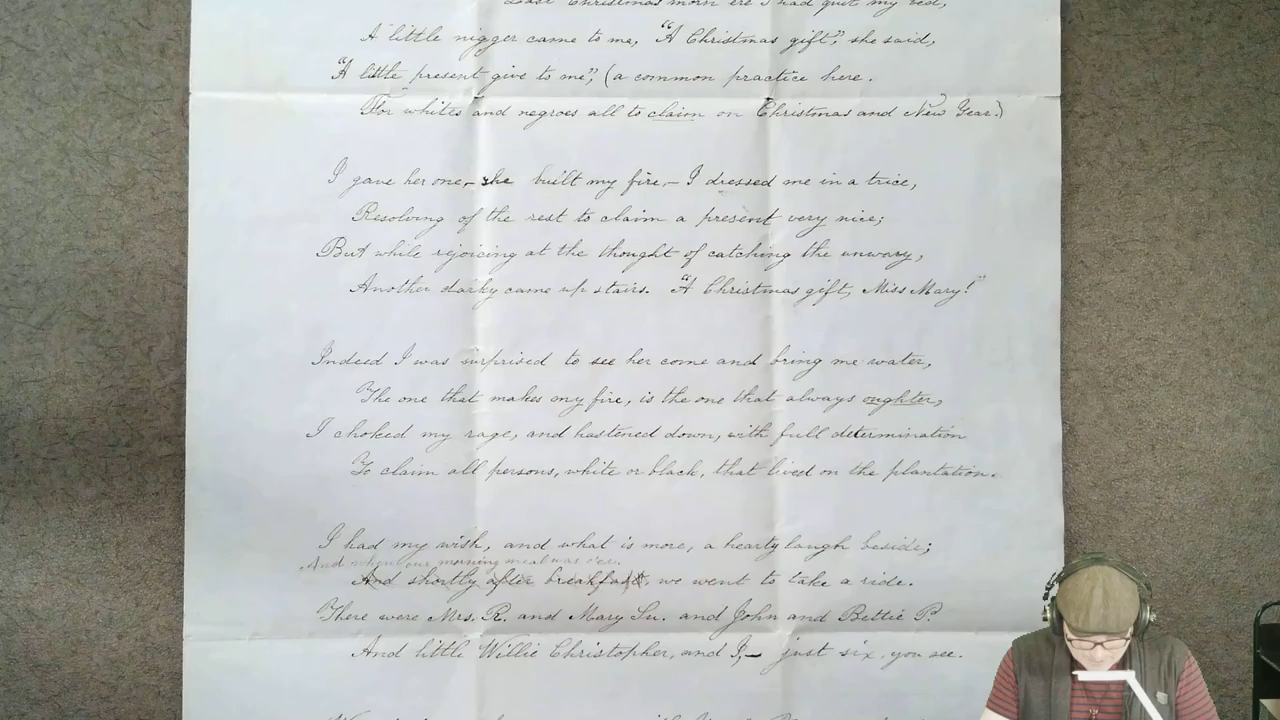 Last Christmas morn ere I had quit my bed,
A little nigger came to me, "A Christmas gift," she said,
"A little present give to me", (a common practice here.
For whites and negroes all to claim on Christmas and New Year.)
I gave her one,– she built my fire,– I dressed me in a trice,
Resolving of the rest to claim a present very nice;
But while rejoicing at the thought of catching the unwary,
Another darky came up stairs. "A Christmas gift, Miss Mary!"
Indeed I was surprised to see her come and bring me water,
The one that makes my fire, is the one that always oughter,
I choked my rage, and hastened down, with full determination
To claim all persons, white or black, that lived on the plantation.
I had my wish, and what is more, a hearty laugh beside;
And when our morning meal was o'er,
And shortly after breakfast we went to take a ride.
There were Mrs. R. and Mary Su. and John and Bettie P.
And little Willie Christopher, and I,– just six, you see.